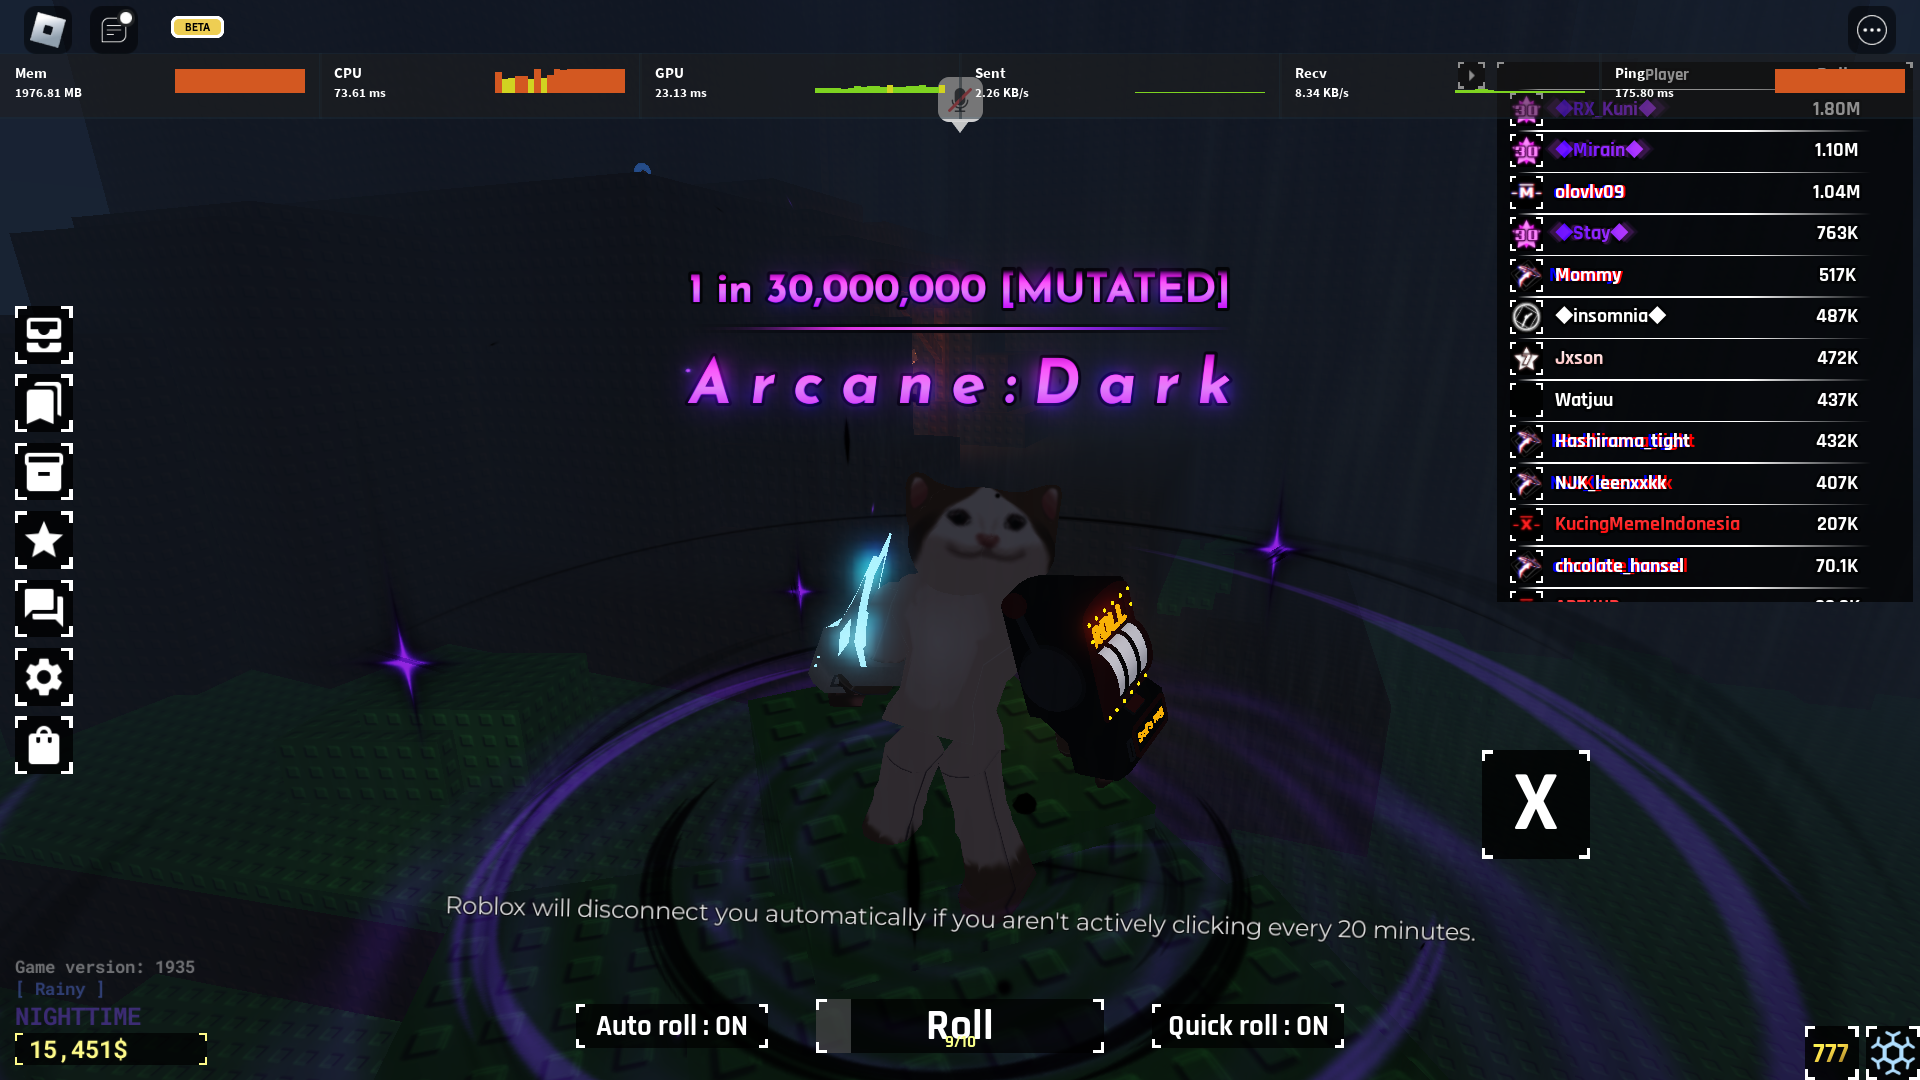 BETA
Mem
1976.81 MB
CPU
73.61 ms
GPU
23.13 ms
Sent
2.26 KB/s
Recv
8.34 KB/s
Ping
175.80 ms
Player
◆RX_Kuni◆ 1.80M
◆Mirain◆ 1.10M
-M- olovlv09 1.04M
◆Stay◆ 763K
Mommy 517K
◆insomnia◆ 487K
Jxson 472K
Watjuu 437K
Hashirama_tight 432K
NJK_leenxxkk 407K
-X- KucingMemeIndonesia 207K
chcolate_hansel 70.1K
1 in 30,000,000 [MUTATED]
Arcane:Dark
ROLL
X
Roblox will disconnect you automatically if you aren't actively clicking every 20 minutes.
Game version: 1935
[ Rainy ]
NIGHTTIME
15,451$
Auto roll : ON
Roll
9/10
Quick roll : ON
777